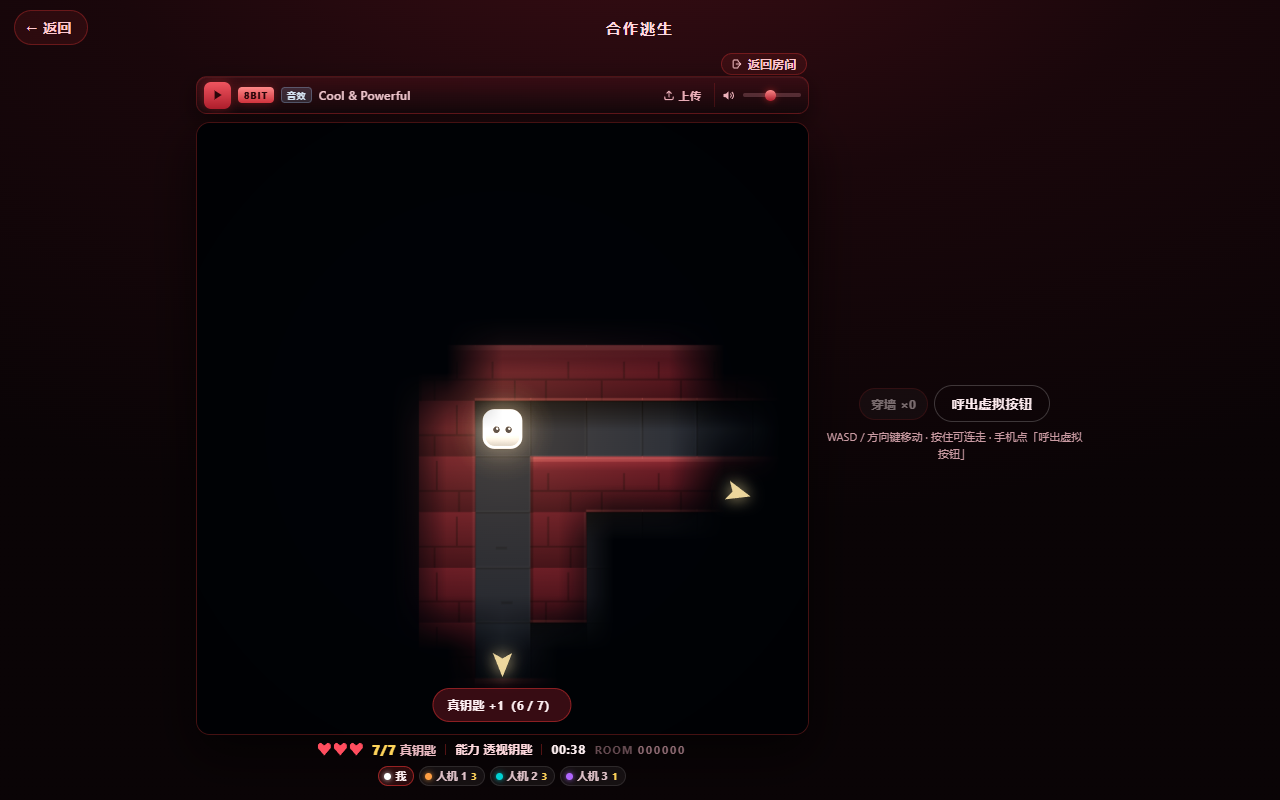 ← 返回
合作逃生
返回房间
8BIT 音效 Cool & Powerful 上传
穿墙 ×0 呼出虚拟按钮
WASD / 方向键移动 · 按住可连走 · 手机点「呼出虚拟
按钮」
真钥匙 +1（6 / 7）
7/7 真钥匙 能力 透视钥匙 00:38 ROOM 000000
我 人机 1 3 人机 2 3 人机 3 1